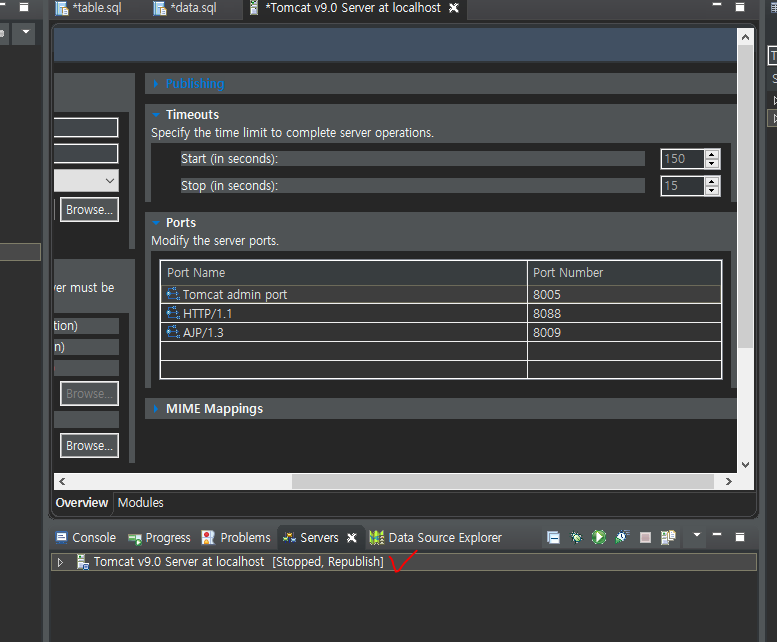 *table.sql
*data.sql
*Tomcat v9.0 Server at localhost
Publishing
Timeouts
Specify the time limit to complete server operations.
Start (in seconds): 150
Stop (in seconds): 15
Browse...
Ports
Modify the server ports.
Port Name Port Number
Tomcat admin port 8005
HTTP/1.1 8088
AJP/1.3 8009
ver must be
tion)
n)
Browse...
Browse...
MIME Mappings
Overview Modules
Console Progress Problems Servers Data Source Explorer
Tomcat v9.0 Server at localhost [Stopped, Republish]